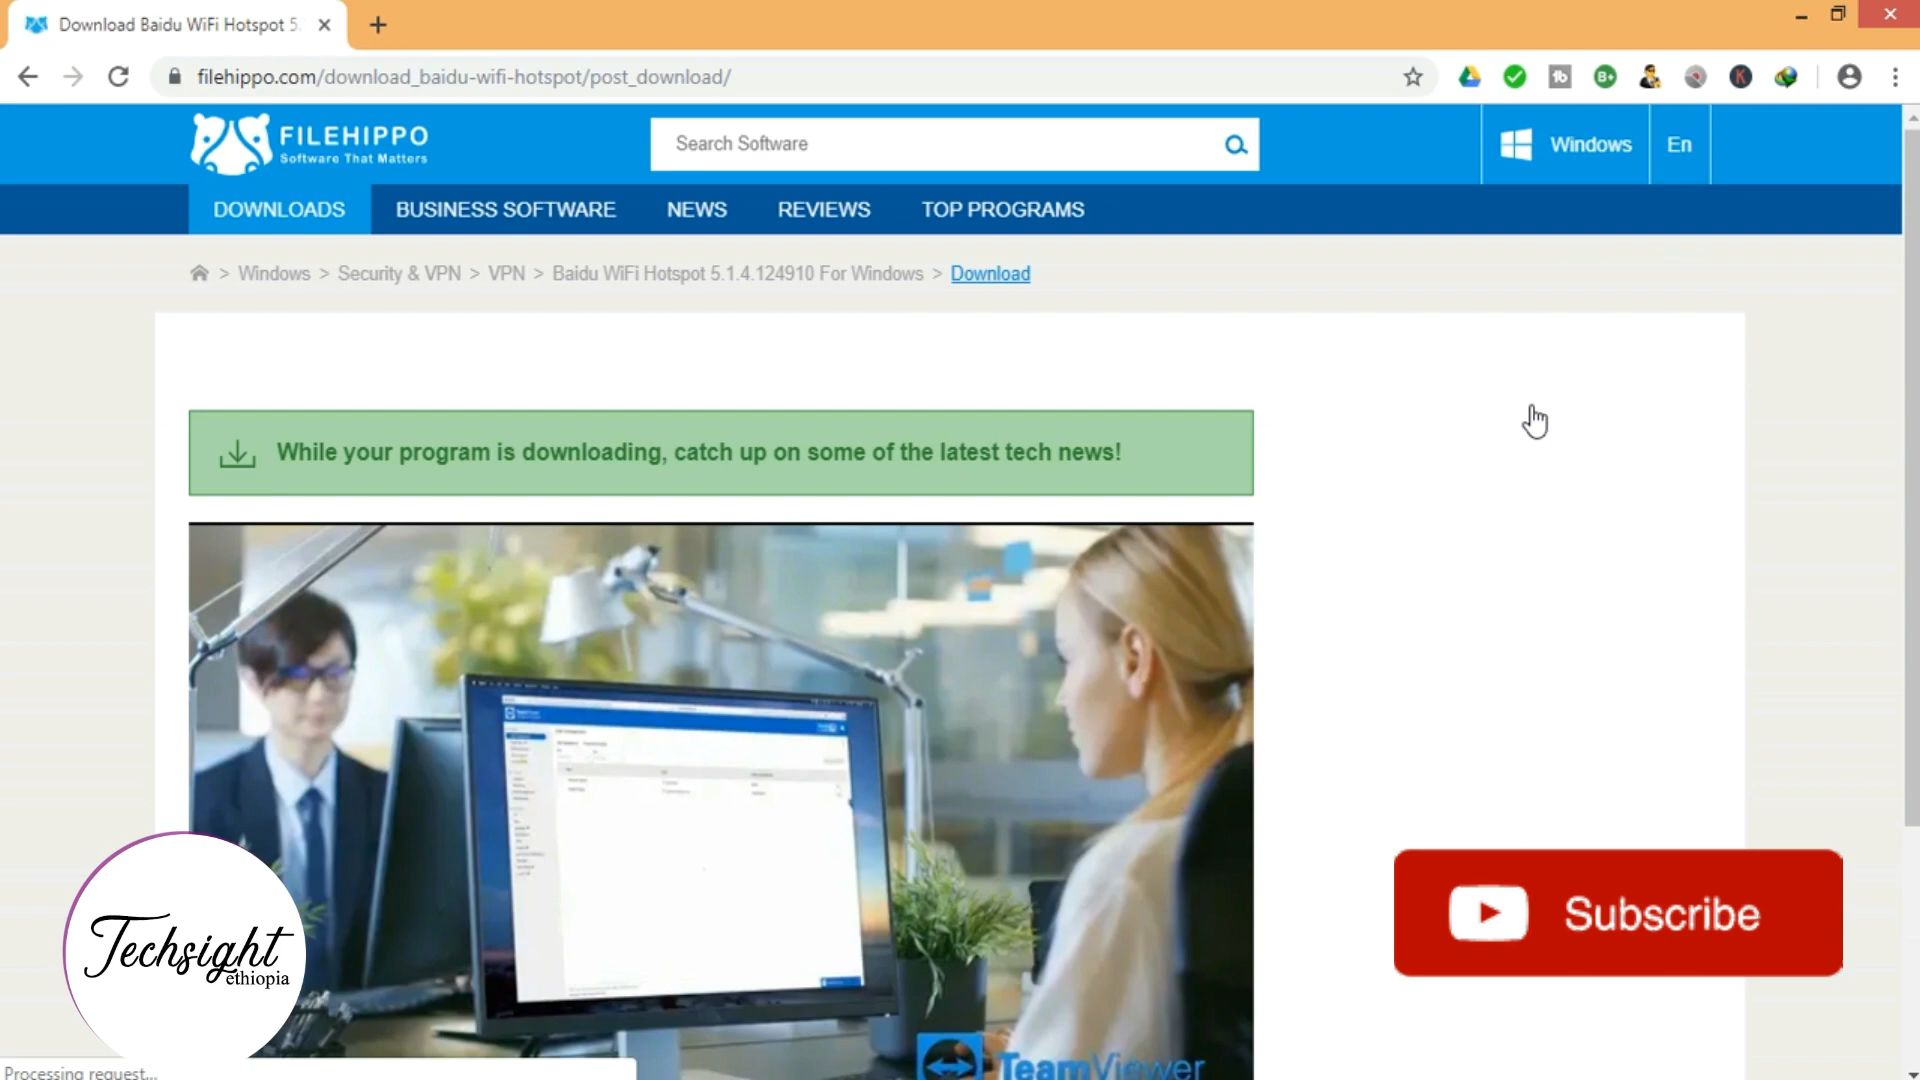 Download Baidu WiFi Hotspot 5.
filehippo.com/download_baidu-wifi-hotspot/post_download/
FILEHIPPO
Software That Matters
Search Software
Windows
En
DOWNLOADS
BUSINESS SOFTWARE
NEWS
REVIEWS
TOP PROGRAMS
> Windows > Security & VPN > VPN > Baidu WiFi Hotspot 5.1.4.124910 For Windows > Download
While your program is downloading, catch up on some of the latest tech news!
Techsight
ethiopia
Subscribe
TeamViewer
Processing request...